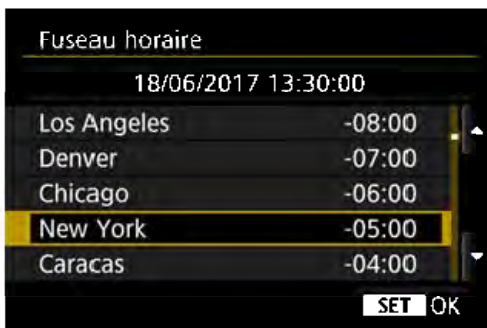 Fuseau horaire
18/06/2017 13:30:00
Los Angeles -08:00
Denver -07:00
Chicago -06:00
New York -05:00
Caracas -04:00
SET OK